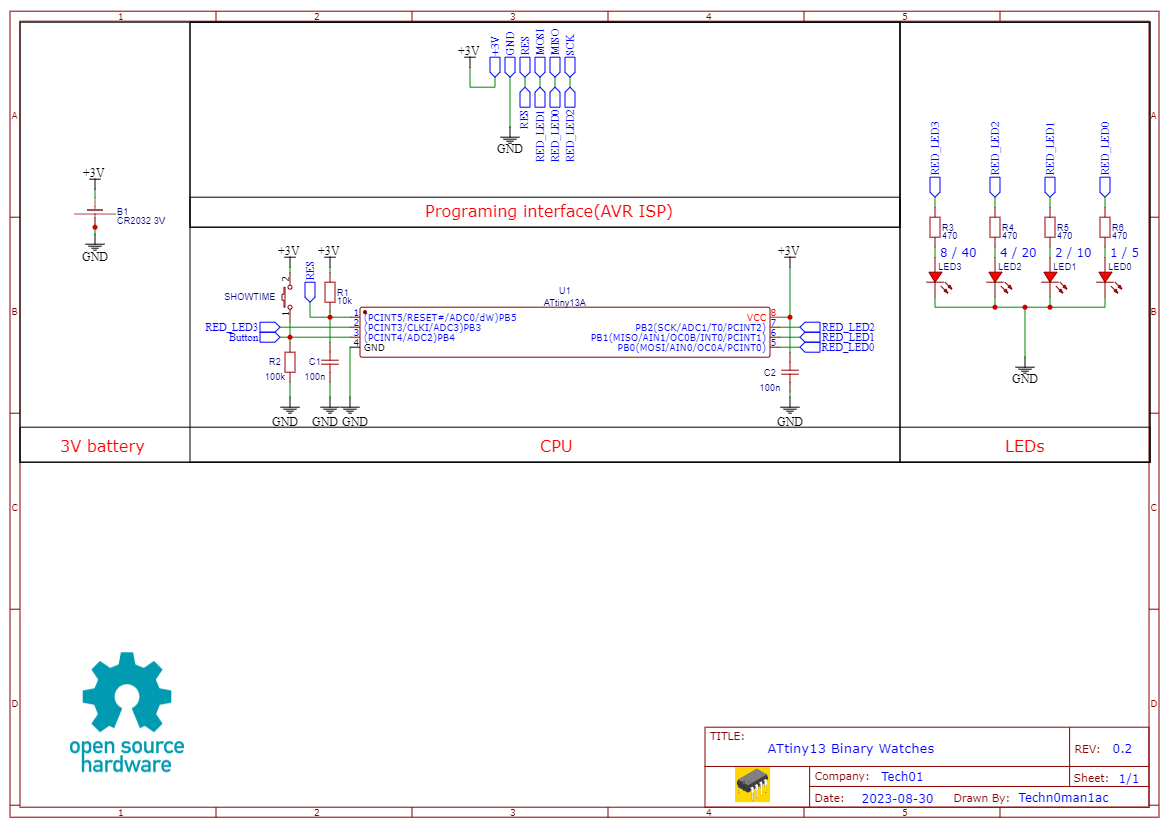 1 2 3 4 5
A A
B B
C C
D D
1 2 3 4 5
+3V
+3V
GND
RES
MOSI
MISO
SCK
RES
RED_LED1
RED_LED0
RED_LED2
GND
Programing interface(AVR ISP)
+3V
B1
CR2032 3V
GND
3V battery
+3V +3V
RES
2
SHOWTIME
1
R1
10k
RED_LED3
Button
R2
100k
C1
100n
GND GND GND
U1
ATtiny13A
1 (PCINT5/RESET#/ADC0/dW)PB5
2 (PCINT3/CLKI/ADC3)PB3
3 (PCINT4/ADC2)PB4
4 GND
VCC 8
PB2(SCK/ADC1/T0/PCINT2) 7
PB1(MISO/AIN1/OC0B/INT0/PCINT1) 6
PB0(MOSI/AIN0/OC0A/PCINT0) 5
+3V
RED_LED2
RED_LED1
RED_LED0
C2
100n
GND
CPU
RED_LED3
RED_LED2
RED_LED1
RED_LED0
R3
470
R4
470
R5
470
R6
470
8 / 40 4 / 20 2 / 10 1 / 5
LED3 LED2 LED1 LED0
GND
LEDs
open source
hardware
TITLE:
ATtiny13 Binary Watches
REV: 0.2
Company: Tech01
Sheet: 1/1
Date: 2023-08-30 Drawn By: Techn0man1ac